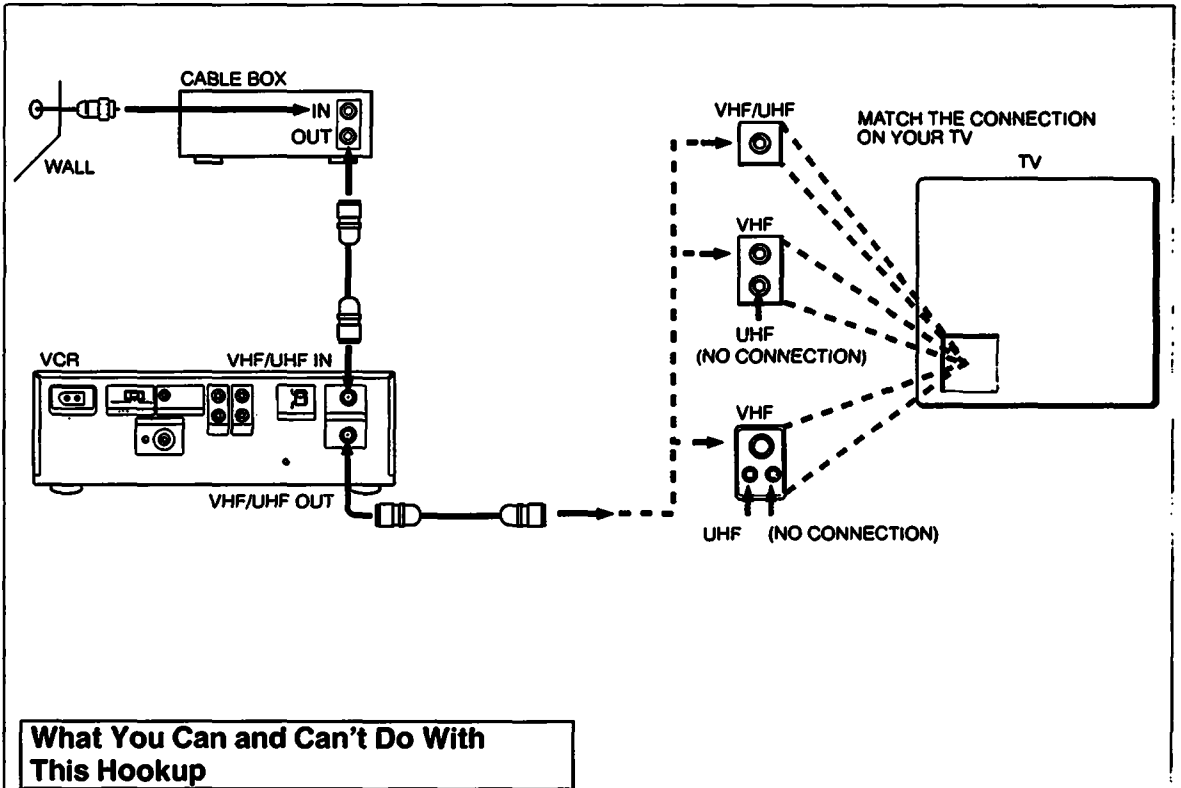 CABLE BOX
IN
OUT
WALL
VCR
VHF/UHF IN
VHF/UHF OUT
VHF/UHF
MATCH THE CONNECTION
ON YOUR TV
TV
VHF
UHF
(NO CONNECTION)
VHF
UHF (NO CONNECTION)
What You Can and Can't Do With
This Hookup